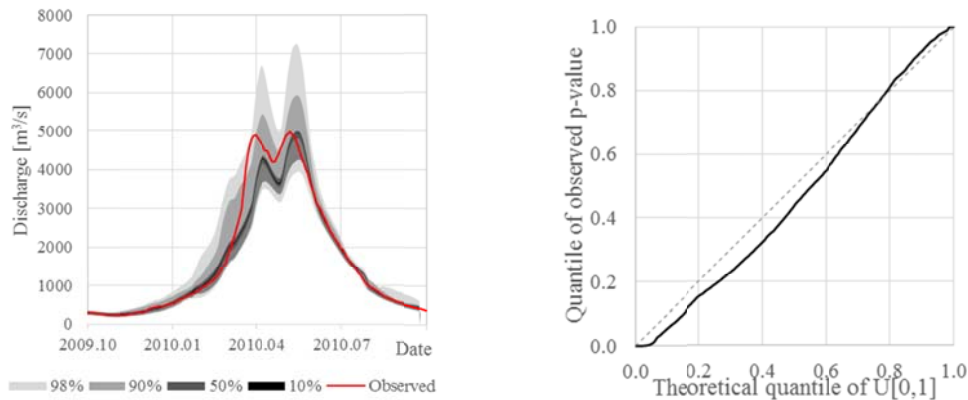 8000
7000
6000
5000
4000
3000
2000
1000
0
Discharge [m³/s]
2009.10 2010.01 2010.04 2010.07 Date
98% 90% 50% 10% Observed
1.0
0.8
0.6
0.4
0.2
0.0
Quantile of observed p-value
0.0 0.2 0.4 0.6 0.8 1.0
Theoretical quantile of U[0,1]